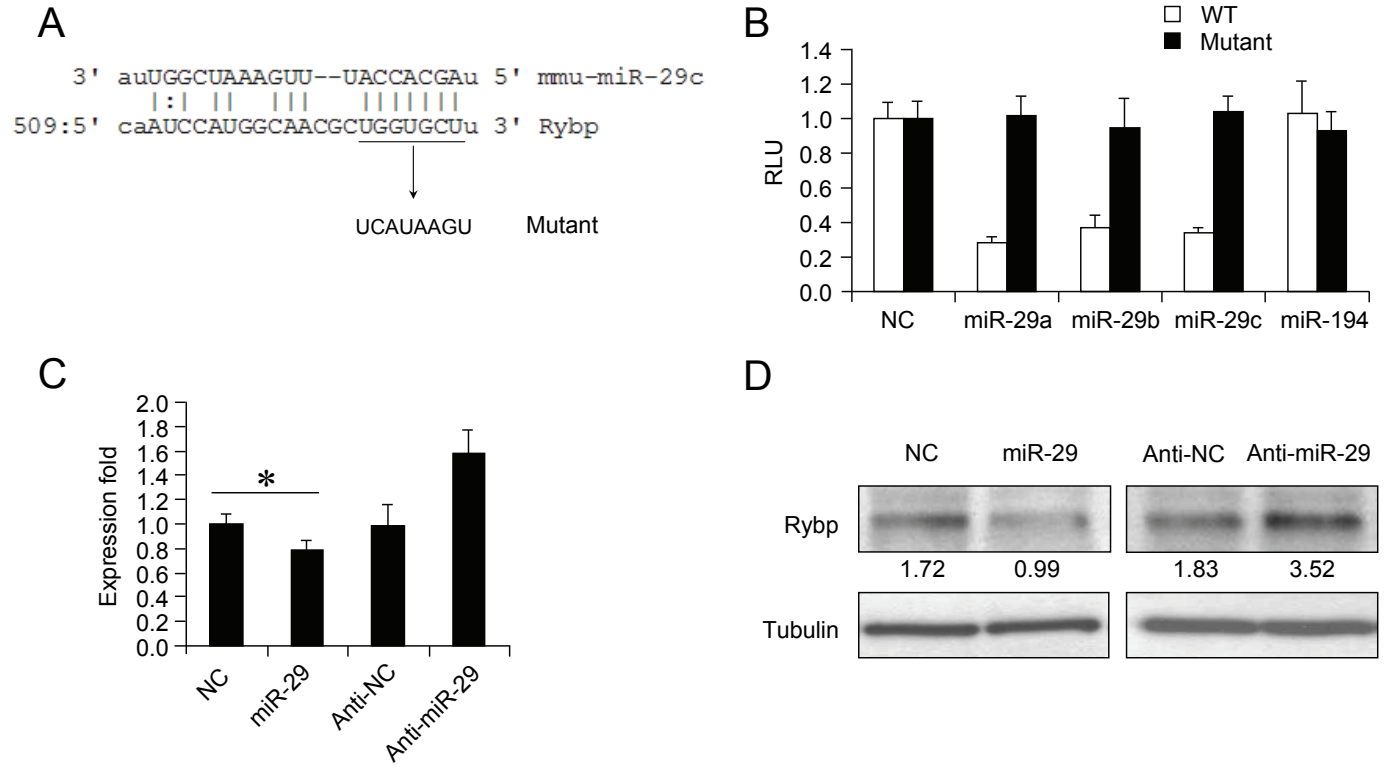 A
3' auUGGCUAAAGUU--UACCACGAu 5' mmu-miR-29c
|:| || ||| |||||||
509:5' caAUCCAUGGCAACGCUGGUGCUu 3' Rybp
UCAUAAGU Mutant
B
WT
Mutant
RLU
1.4
1.2
1.0
0.8
0.6
0.4
0.2
0.0
NC miR-29a miR-29b miR-29c miR-194
C
Expression fold
2.0
1.8
1.6
1.4
1.2
1.0
0.8
0.6
0.4
0.2
0.0
*
NC miR-29 Anti-NC Anti-miR-29
D
NC miR-29 Anti-NC Anti-miR-29
Rybp
1.72 0.99 1.83 3.52
Tubulin